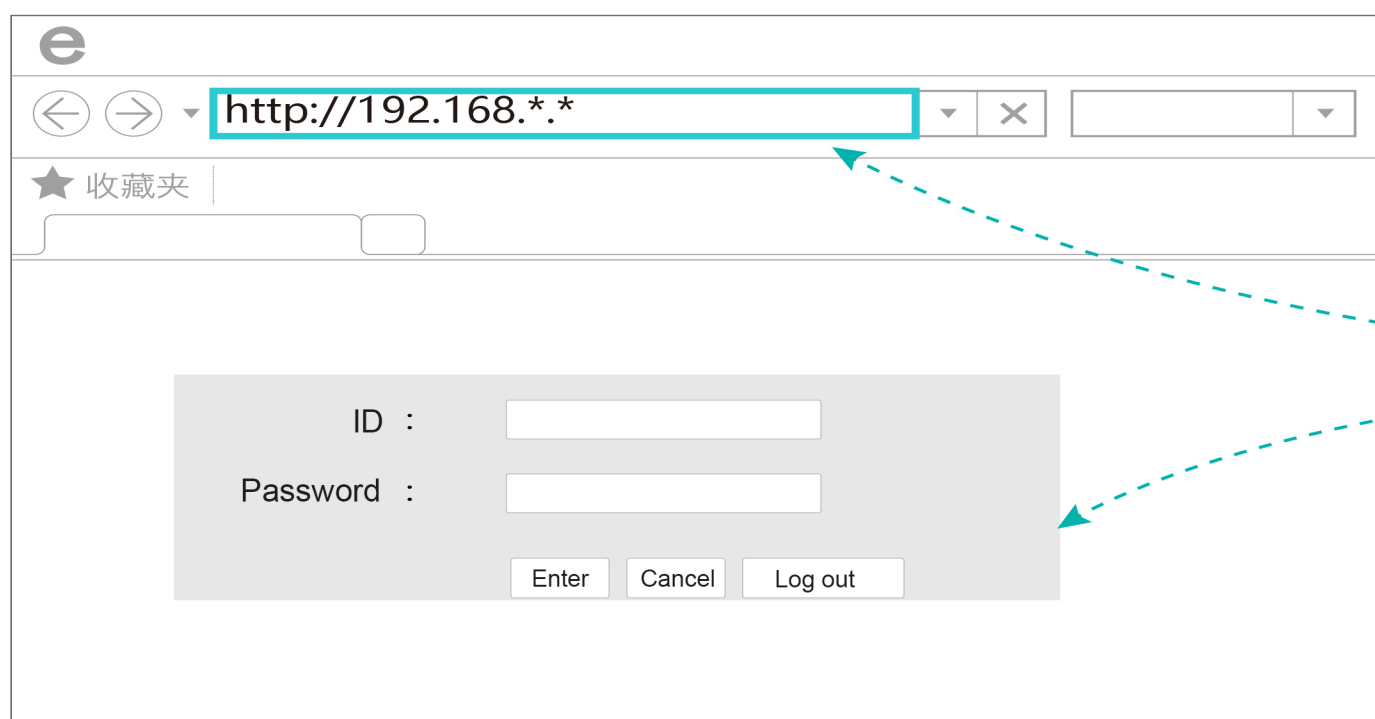 e
http://192.168.*.*
收藏夹
ID :
Password :
Enter Cancel Log out